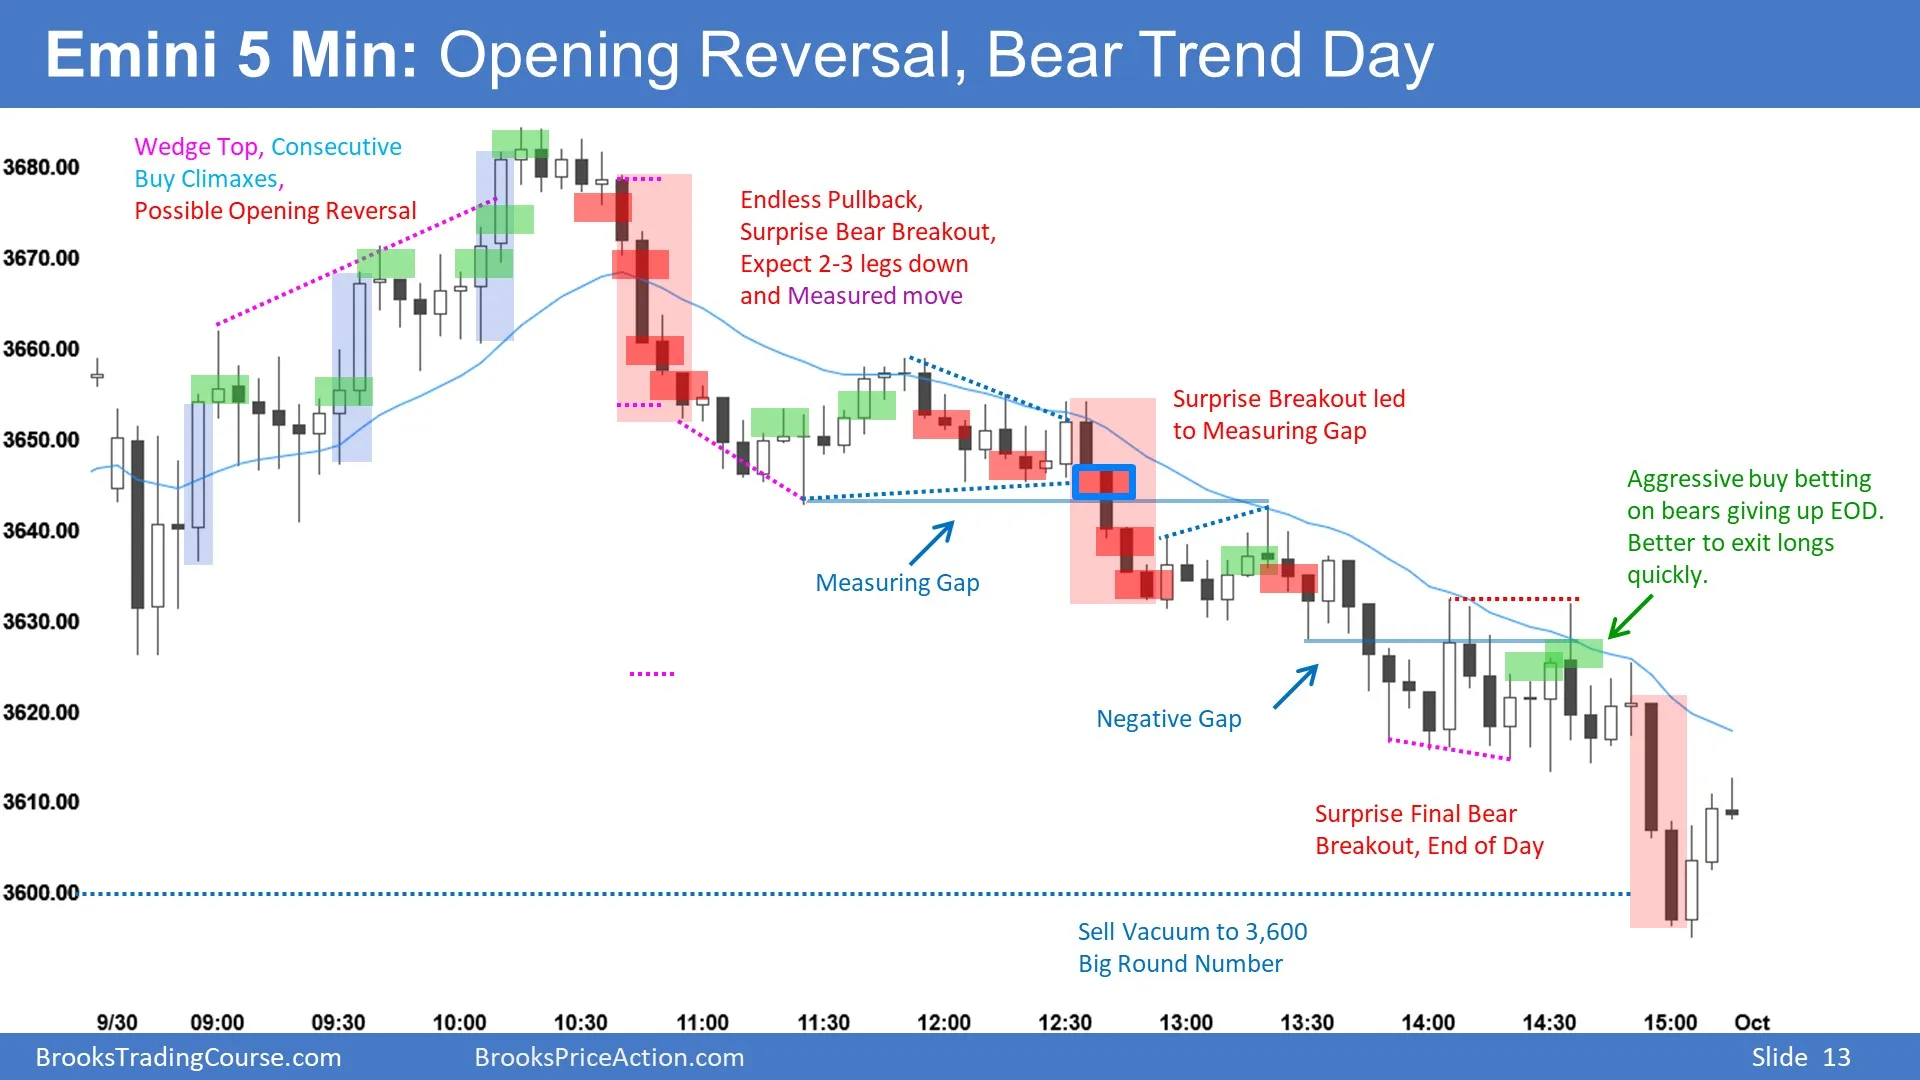 Emini 5 Min: Opening Reversal, Bear Trend Day
Wedge Top, Consecutive
Buy Climaxes,
Possible Opening Reversal
Endless Pullback,
Surprise Bear Breakout,
Expect 2-3 legs down
and Measured move
Surprise Breakout led
to Measuring Gap
Aggressive buy betting
on bears giving up EOD.
Better to exit longs
quickly.
Measuring Gap
Negative Gap
Surprise Final Bear
Breakout, End of Day
Sell Vacuum to 3,600
Big Round Number
3680.00
3670.00
3660.00
3650.00
3640.00
3630.00
3620.00
3610.00
3600.00
9/30 09:00 09:30 10:00 10:30 11:00 11:30 12:00 12:30 13:00 13:30 14:00 14:30 15:00 Oct
BrooksTradingCourse.com BrooksPriceAction.com Slide 13